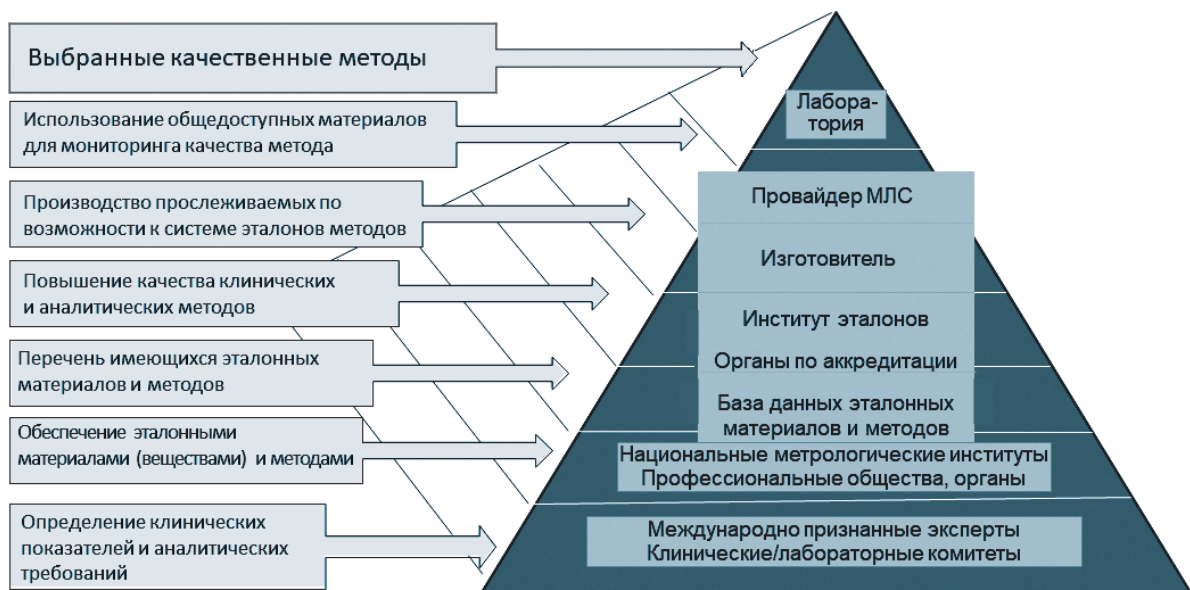 Выбранные качественные методы
Использование общедоступных материалов
для мониторинга качества метода
Производство прослеживаемых по
возможности к системе эталонов методов
Повышение качества клинических
и аналитических методов
Перечень имеющихся эталонных
материалов и методов
Обеспечение эталонными
материалами (веществами) и методами
Определение клинических
показателей и аналитических
требований
Лабора-
тория
Провайдер МЛС
Изготовитель
Институт эталонов
Органы по аккредитации
База данных эталонных
материалов и методов
Национальные метрологические институты
Профессиональные общества, органы
Международно признанные эксперты
Клинические/лабораторные комитеты